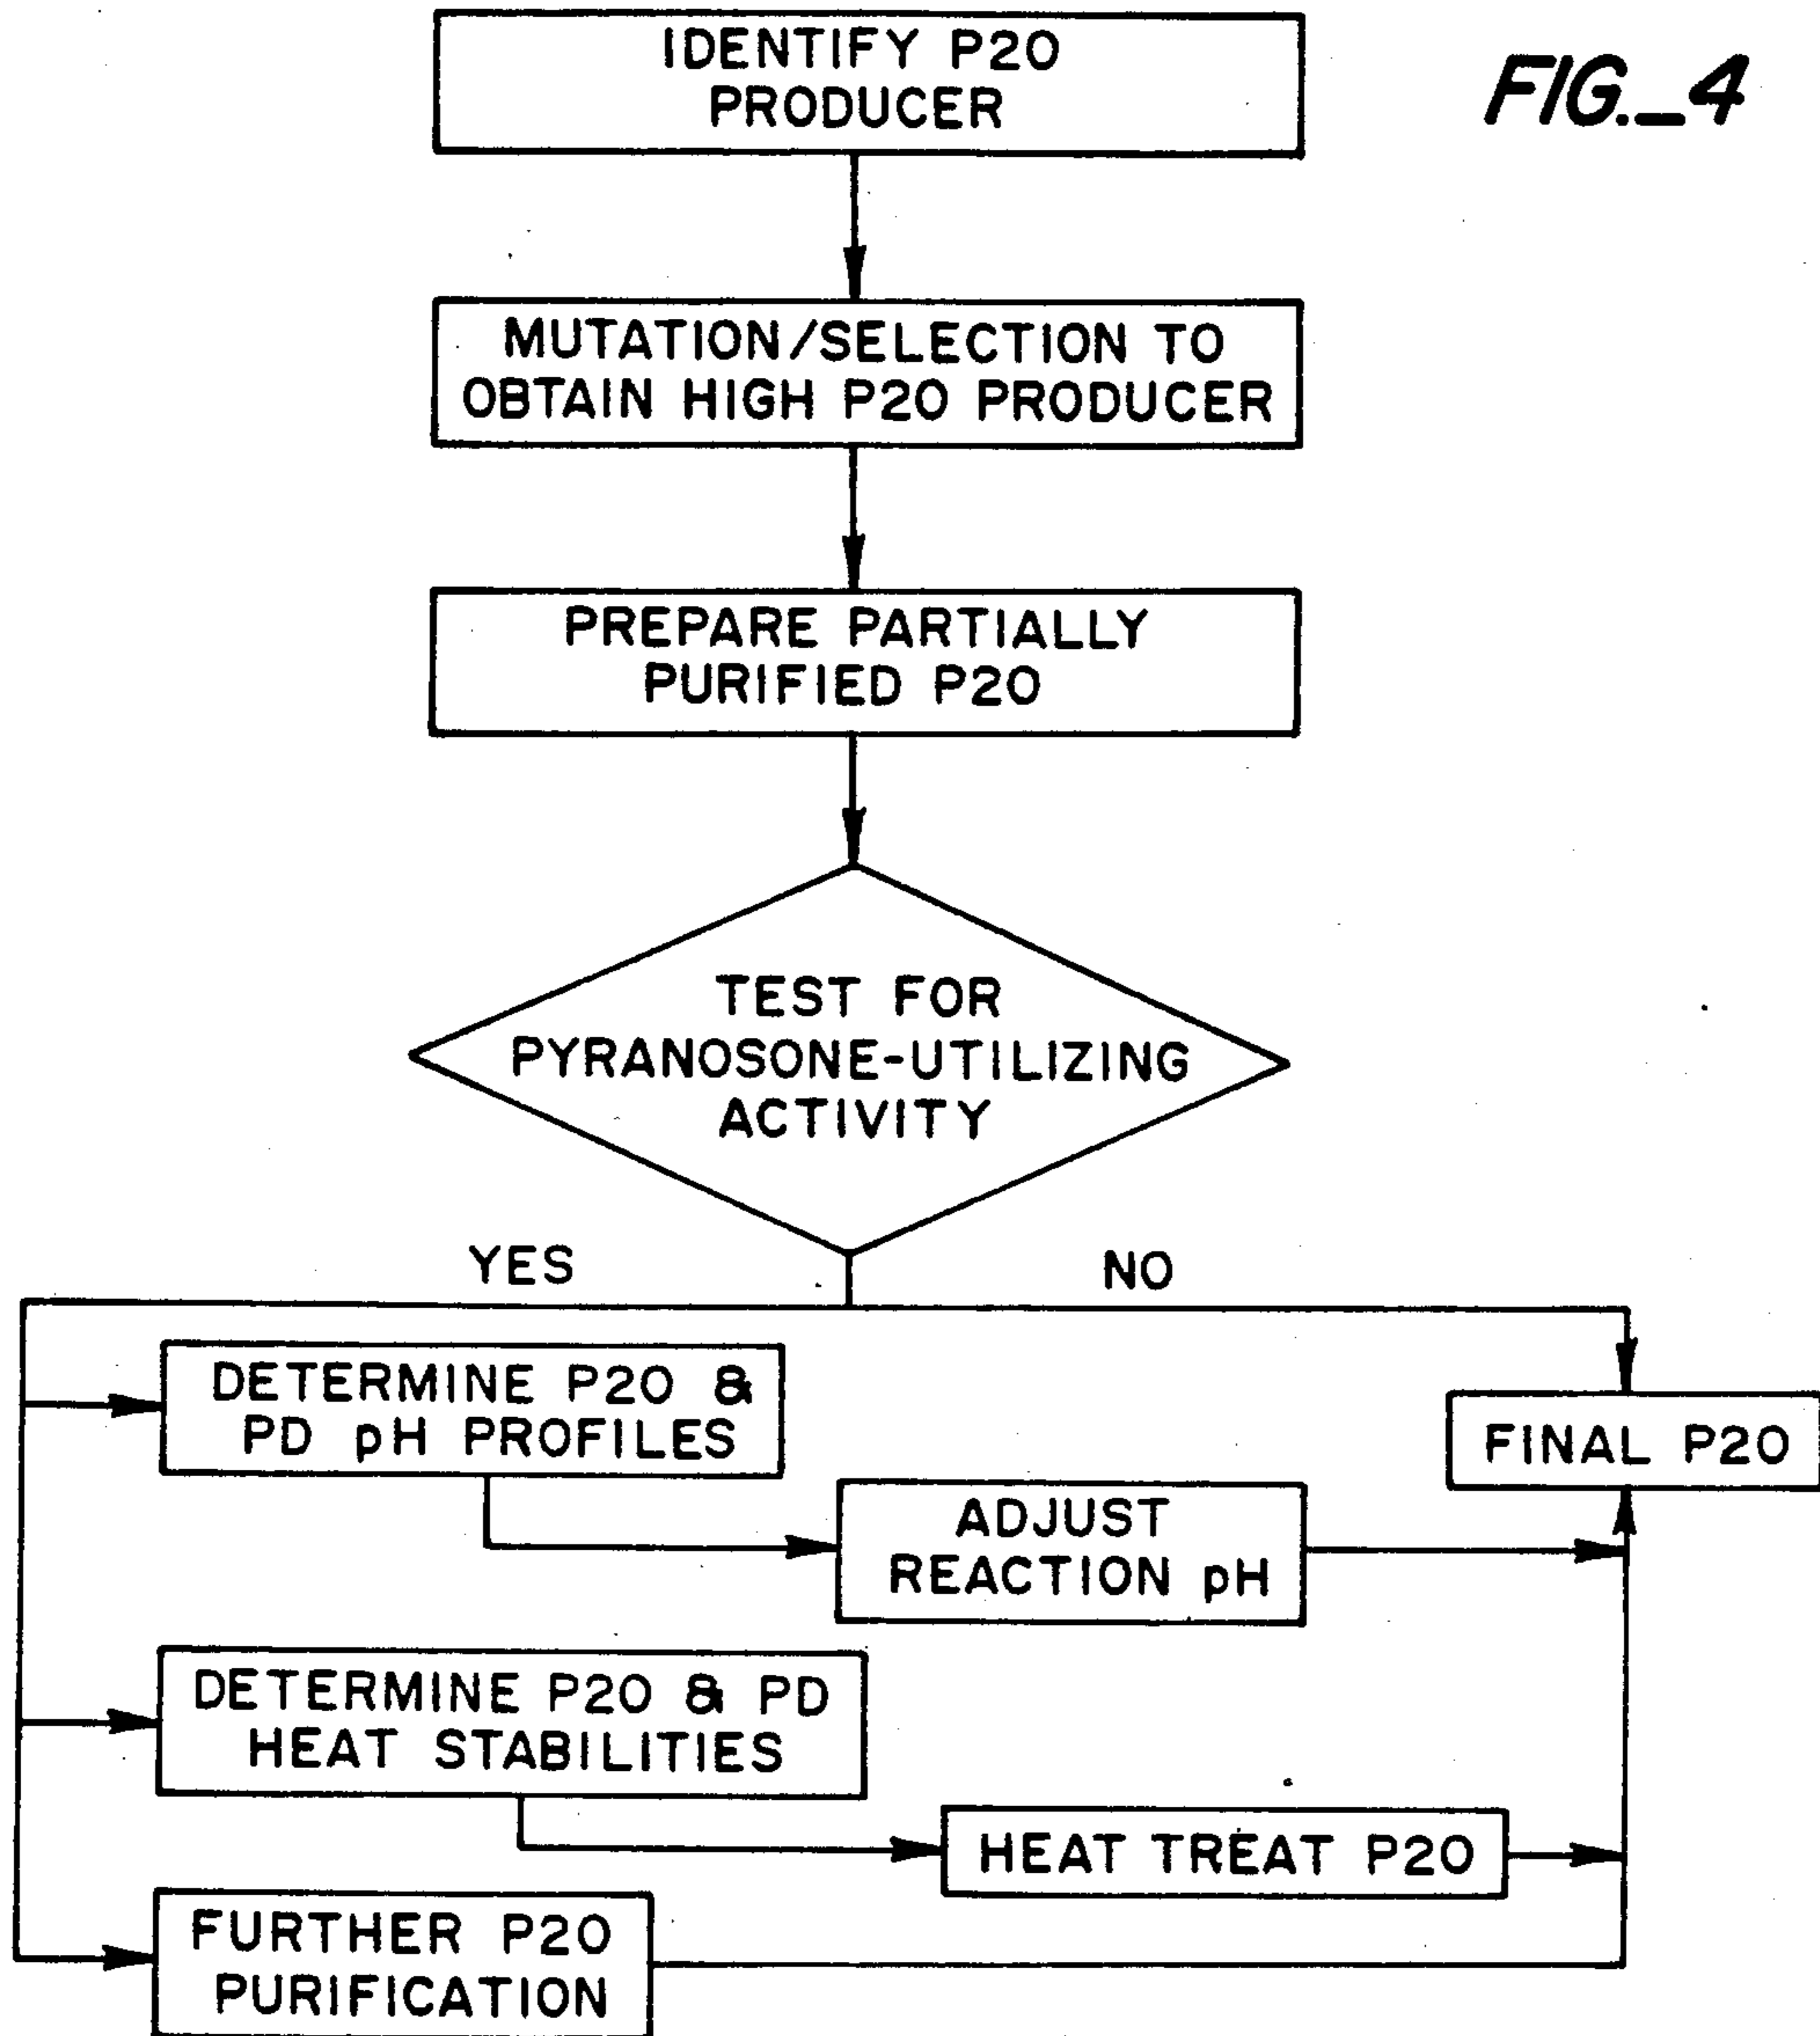 IDENTIFY P2O
PRODUCER
FIG._4
MUTATION/SELECTION TO
OBTAIN HIGH P2O PRODUCER
PREPARE PARTIALLY
PURIFIED P2O
TEST FOR
PYRANOSONE-UTILIZING
ACTIVITY
YES
NO
DETERMINE P2O &
PD pH PROFILES
FINAL P2O
ADJUST
REACTION pH
DETERMINE P2O & PD
HEAT STABILITIES
HEAT TREAT P2O
FURTHER P2O
PURIFICATION